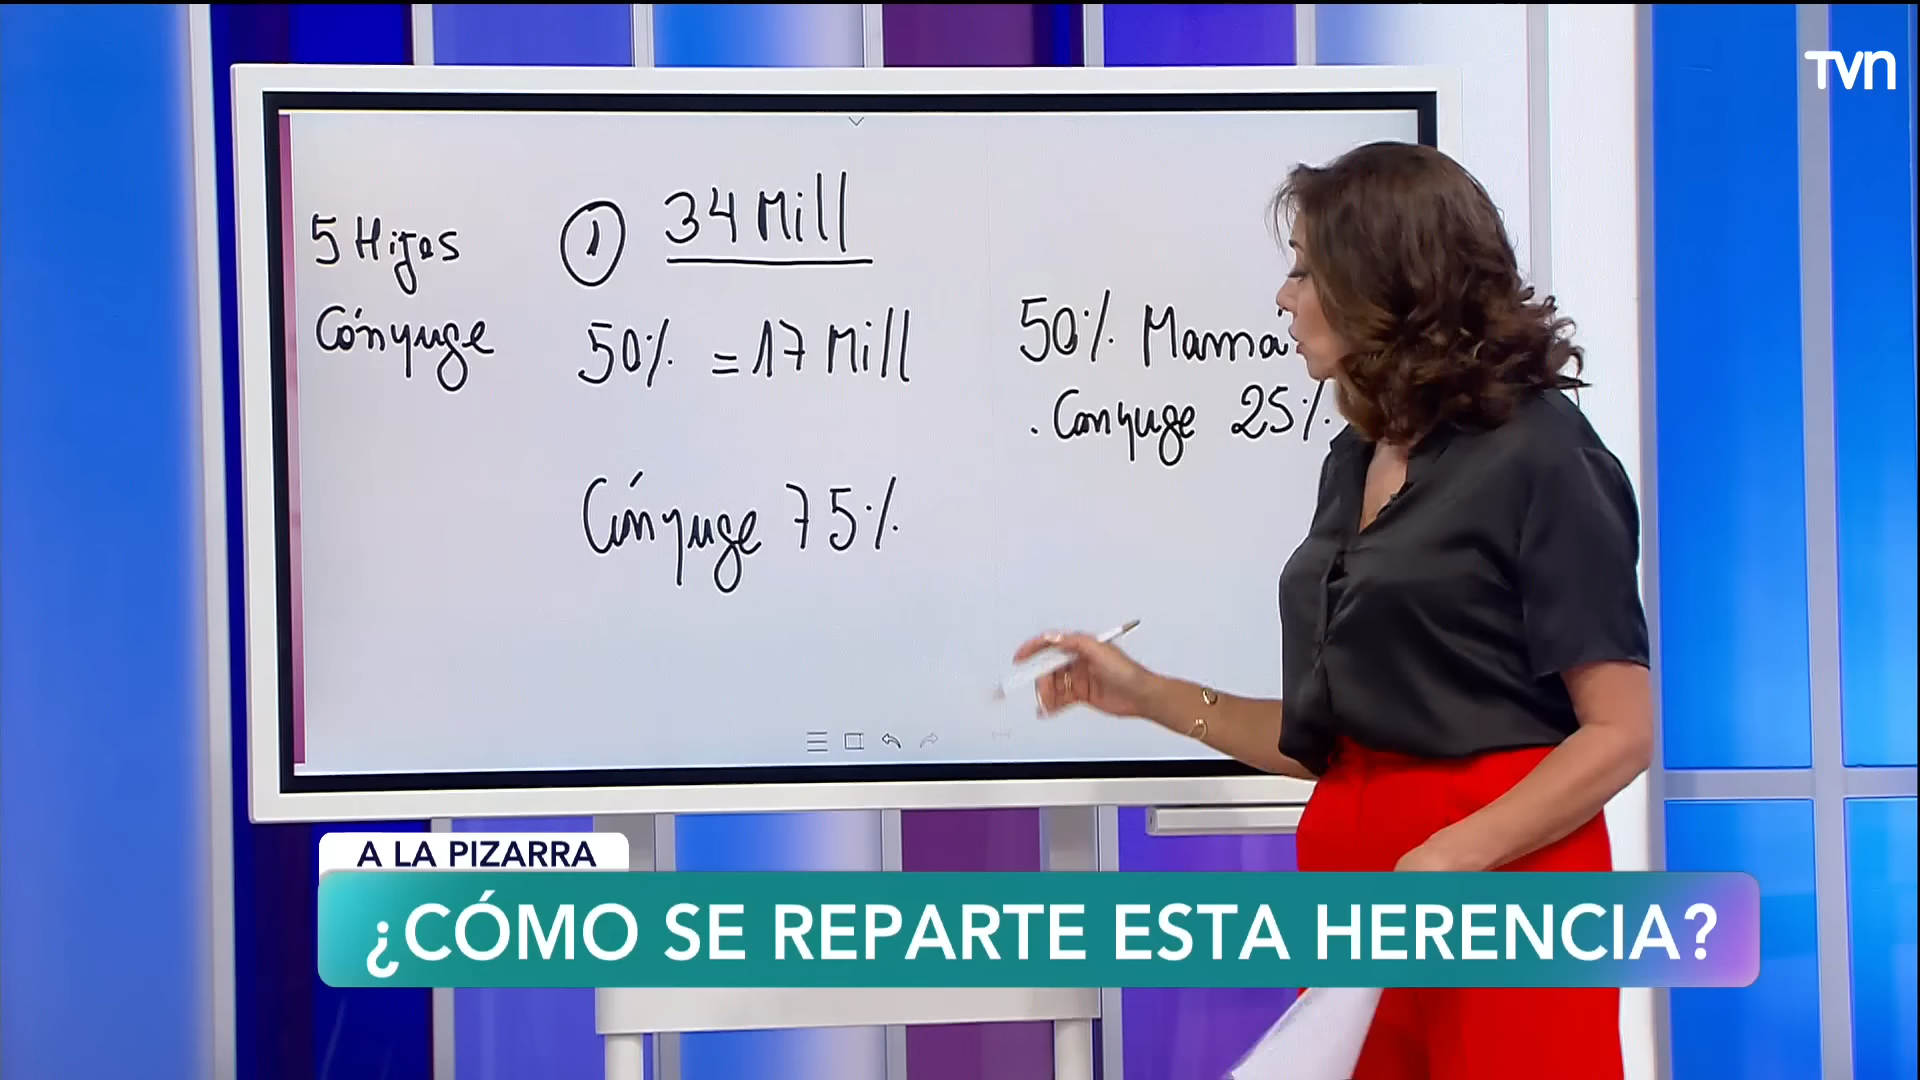 TVN
5 Hijos
Cónyuge
1 34 Mill
50% = 17 Mill
Cónyuge 75%
50% Mamá
. Conyuge 25%
A LA PIZARRA
¿CÓMO SE REPARTE ESTA HERENCIA?